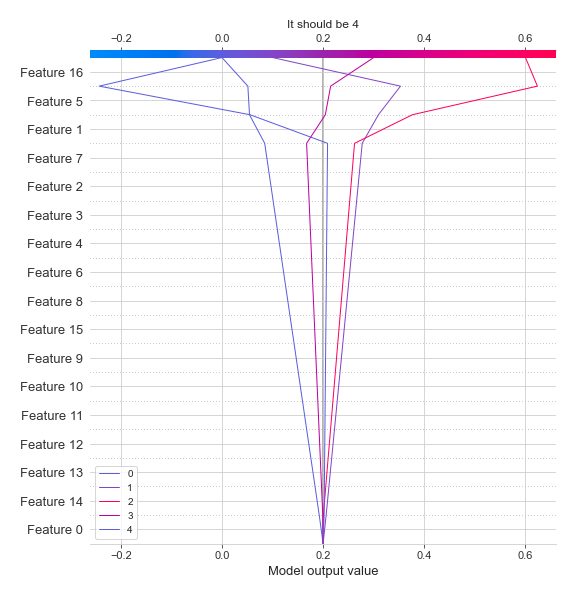 It should be 4
−0.2 0.0 0.2 0.4 0.6
Feature 16
Feature 5
Feature 1
Feature 7
Feature 2
Feature 3
Feature 4
Feature 6
Feature 8
Feature 15
Feature 9
Feature 10
Feature 11
Feature 12
Feature 13
Feature 14
Feature 0
0
1
2
3
4
−0.2 0.0 0.2 0.4 0.6
Model output value